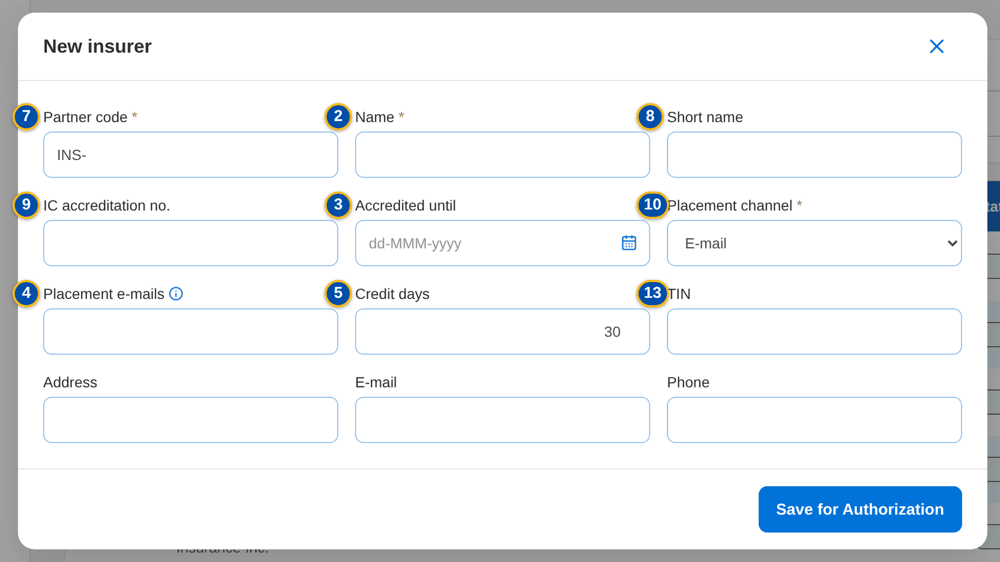 New insurer
7 Partner code *
2 Name *
8 Short name
INS-
9 IC accreditation no.
3 Accredited until
10 Placement channel *
dd-MMM-yyyy
E-mail
4 Placement e-mails
5 Credit days
13 TIN
30
Address
E-mail
Phone
Save for Authorization